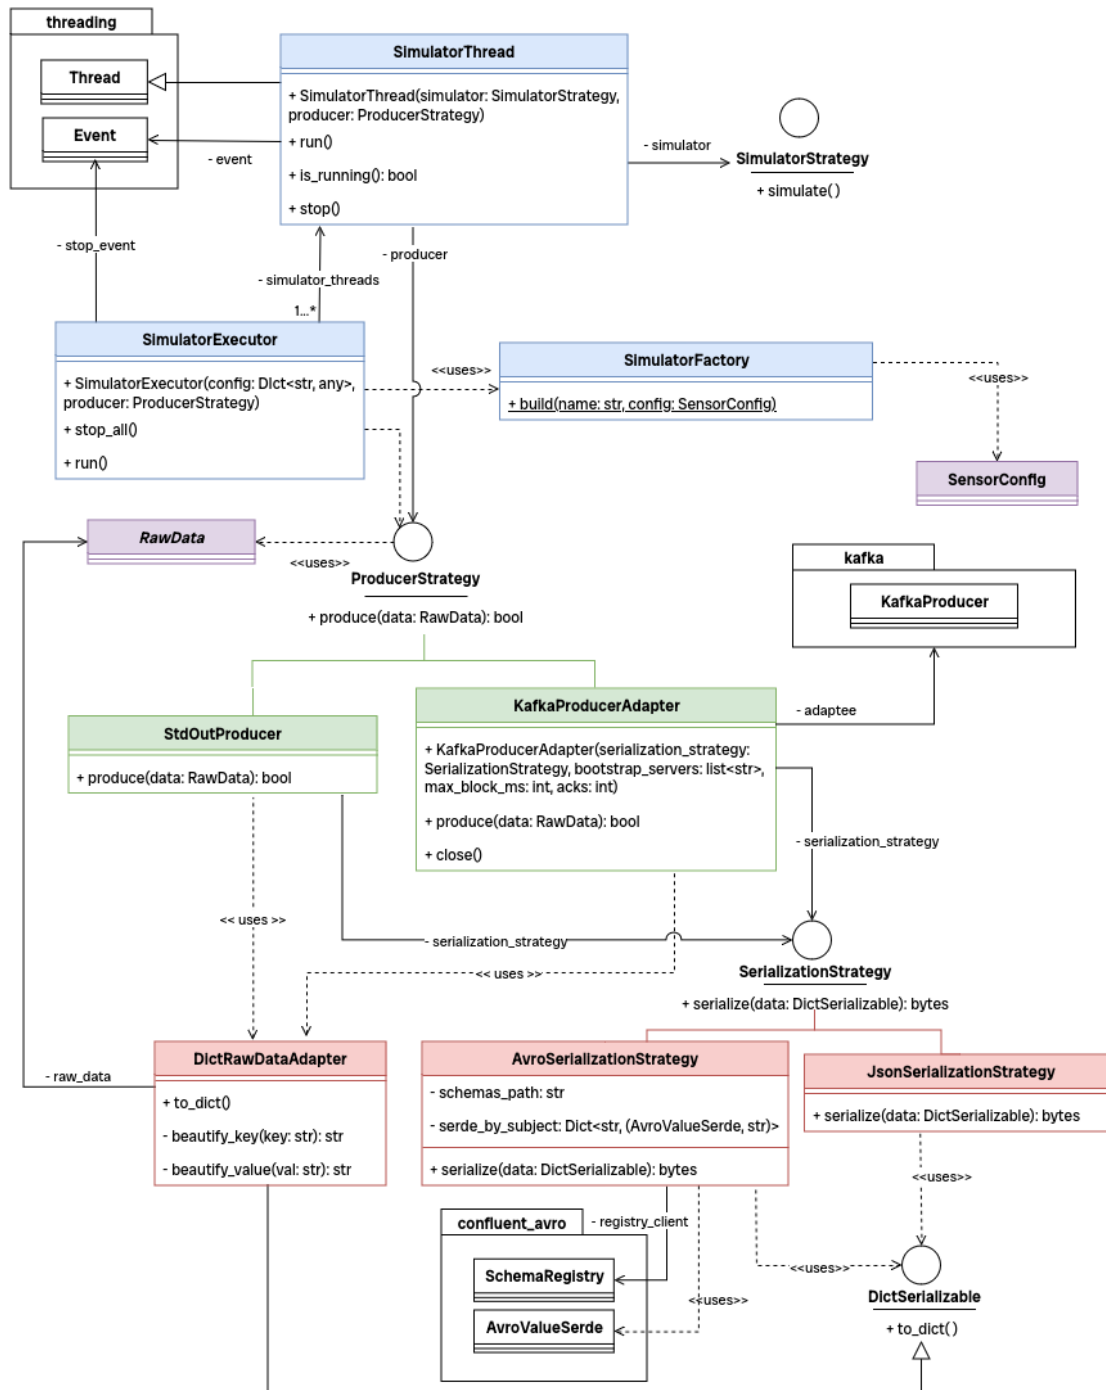 threading
Thread
Event
SimulatorThread
+ SimulatorThread(simulator: SimulatorStrategy,
producer: ProducerStrategy)
+ run()
+ is_running(): bool
+ stop()
- event
- simulator
SimulatorStrategy
+ simulate()
- stop_event
- simulator_threads
1...*
- producer
SimulatorExecutor
+ SimulatorExecutor(config: Dict<str, any>,
producer: ProducerStrategy)
+ stop_all()
+ run()
<<uses>>
SimulatorFactory
+ build(name: str, config: SensorConfig)
<<uses>>
SensorConfig
RawData
<<uses>>
ProducerStrategy
+ produce(data: RawData): bool
kafka
KafkaProducer
StdOutProducer
+ produce(data: RawData): bool
KafkaProducerAdapter
+ KafkaProducerAdapter(serialization_strategy:
SerializationStrategy, bootstrap_servers: list<str>,
max_block_ms: int, acks: int)
+ produce(data: RawData): bool
+ close()
- adaptee
- serialization_strategy
<< uses >>
- serialization_strategy
<< uses >>
SerializationStrategy
+ serialize(data: DictSerializable): bytes
- raw_data
DictRawDataAdapter
+ to_dict()
- beautify_key(key: str): str
- beautify_value(val: str): str
AvroSerializationStrategy
- schemas_path: str
- serde_by_subject: Dict<str, (AvroValueSerde, str)>
+ serialize(data: DictSerializable): bytes
JsonSerializationStrategy
+ serialize(data: DictSerializable): bytes
<<uses>>
confluent_avro
- registry_client
SchemaRegistry
AvroValueSerde
<<uses>>
<<uses>>
DictSerializable
+ to_dict()